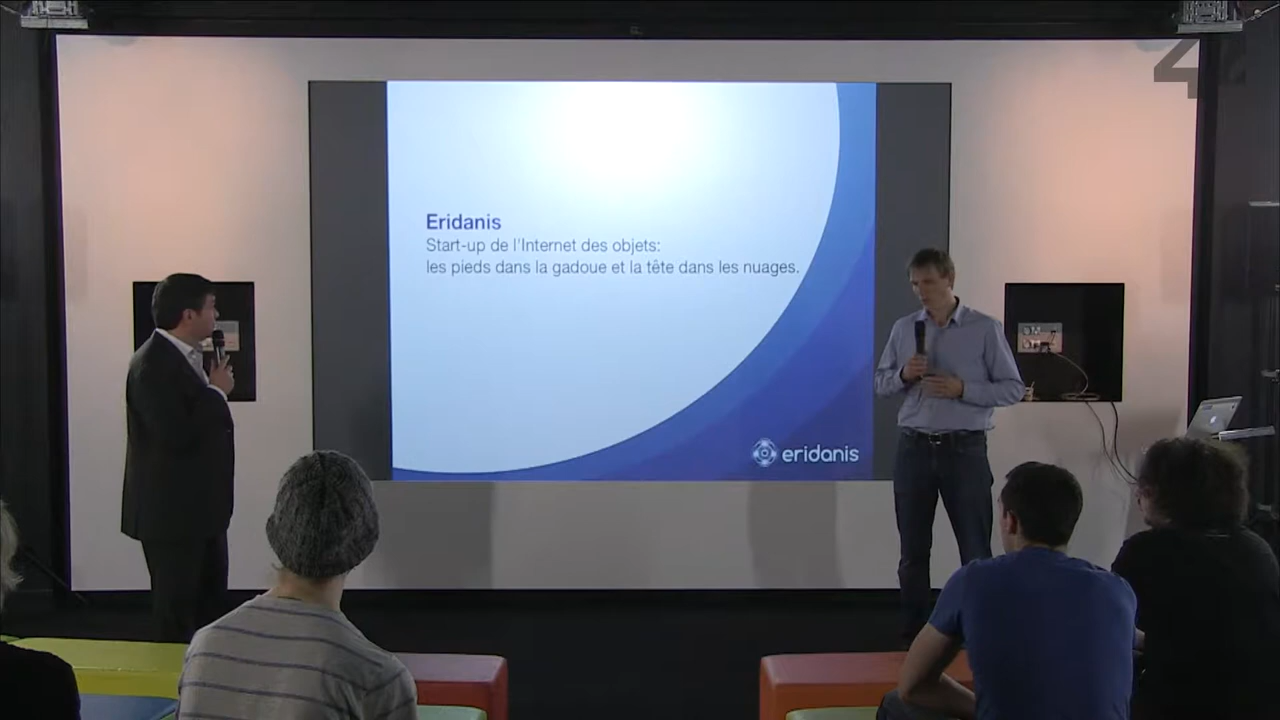 42
Eridanis
Start-up de l'Internet des objets:
les pieds dans la gadoue et la tête dans les nuages.
eridanis